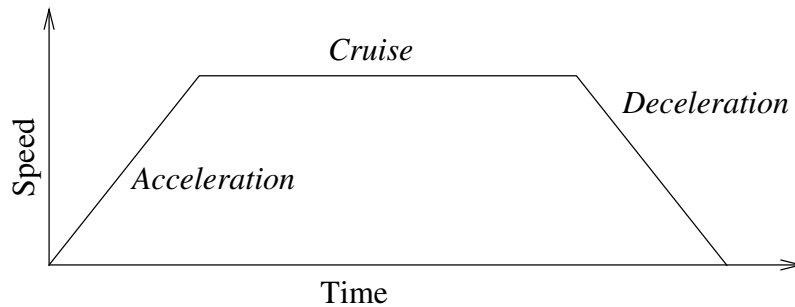 Cruise
Deceleration
Speed
Acceleration
Time